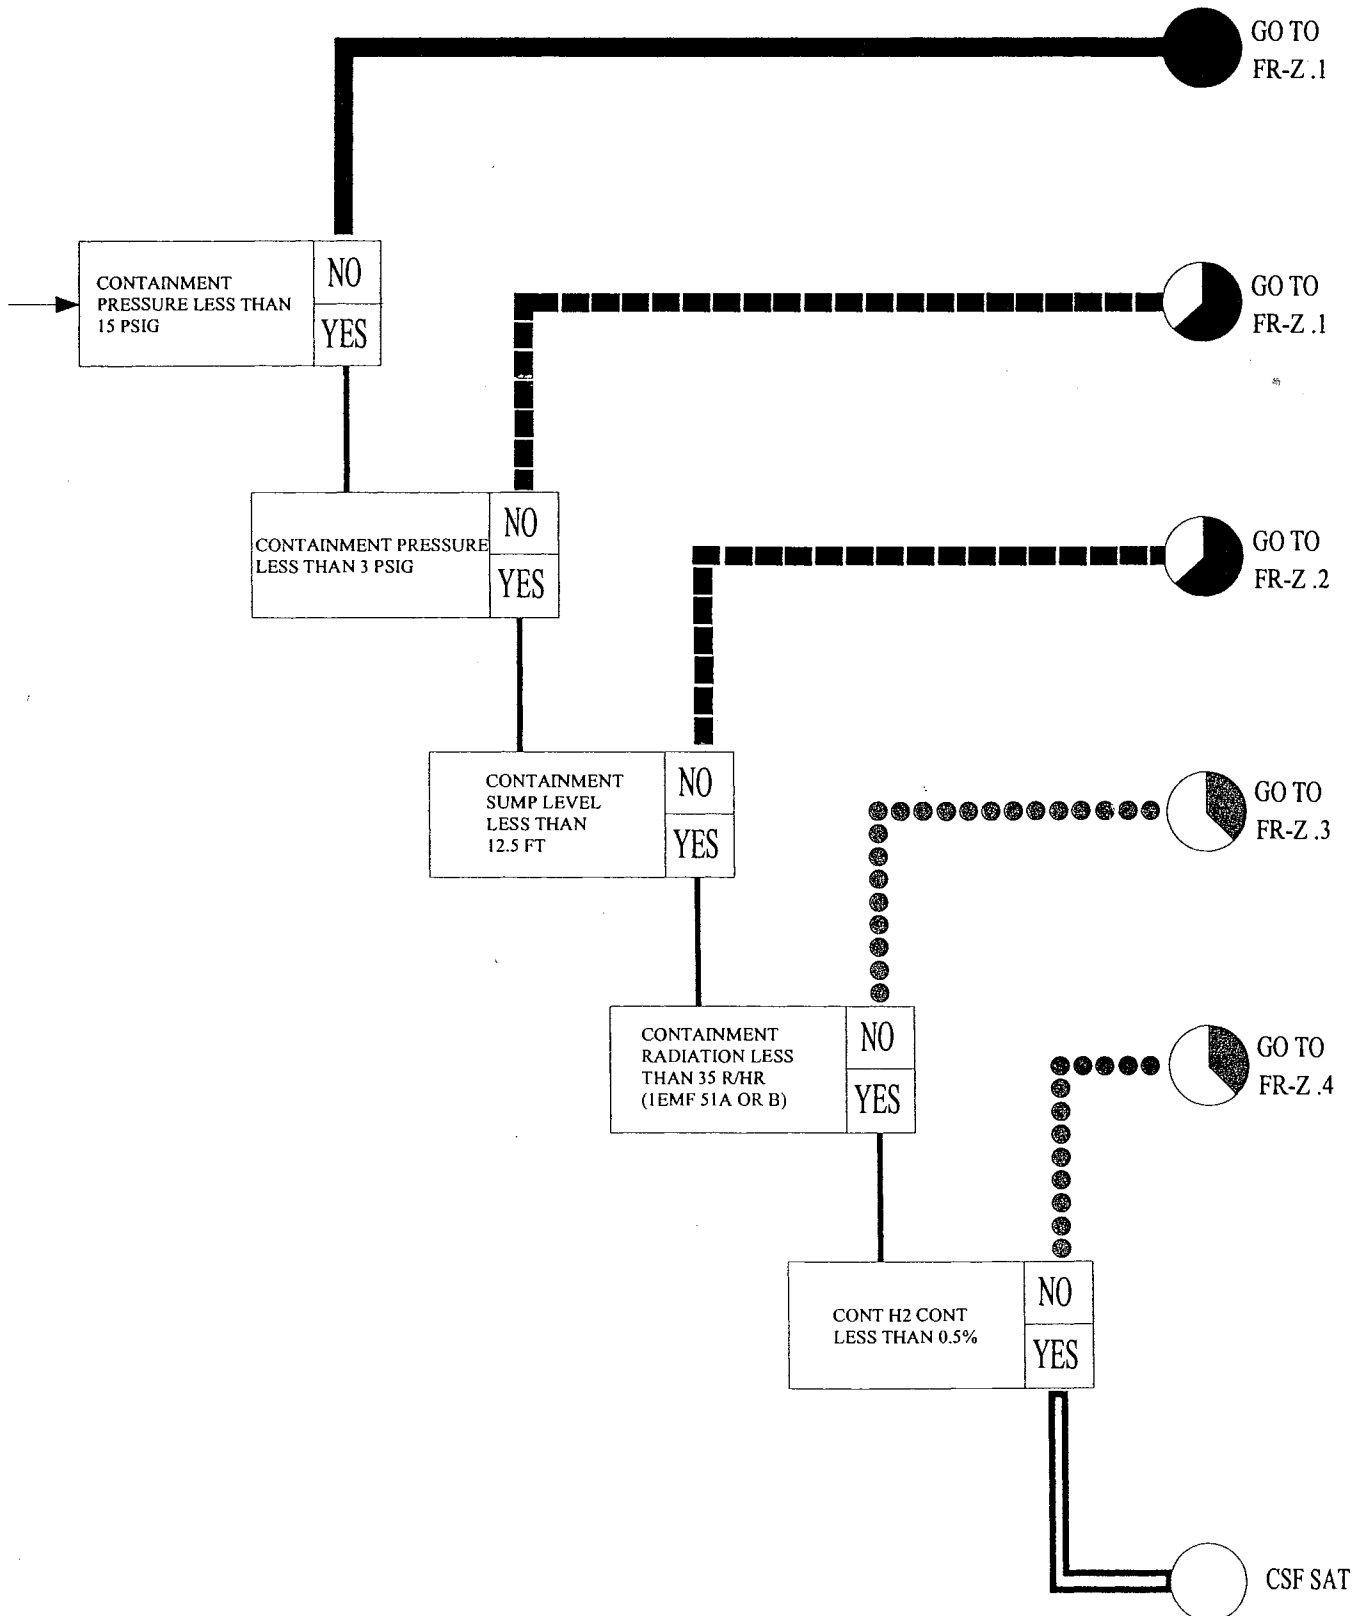 GO TO
FR-Z .1
CONTAINMENT
PRESSURE LESS THAN
15 PSIG
NO
YES
GO TO
FR-Z .1
CONTAINMENT PRESSURE
LESS THAN 3 PSIG
NO
YES
GO TO
FR-Z .2
CONTAINMENT
SUMP LEVEL
LESS THAN
12.5 FT
NO
YES
GO TO
FR-Z .3
CONTAINMENT
RADIATION LESS
THAN 35 R/HR
(1EMF 51A OR B)
NO
YES
GO TO
FR-Z .4
CONT H2 CONT
LESS THAN 0.5%
NO
YES
CSF SAT